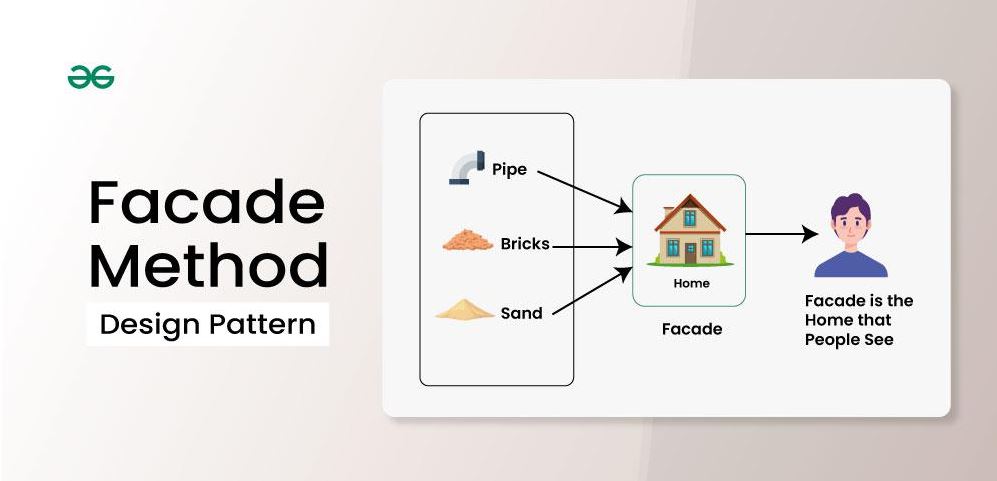 Facade
Method
Design Pattern
Pipe
Bricks
Sand
Home
Facade
Facade is the
Home that
People See